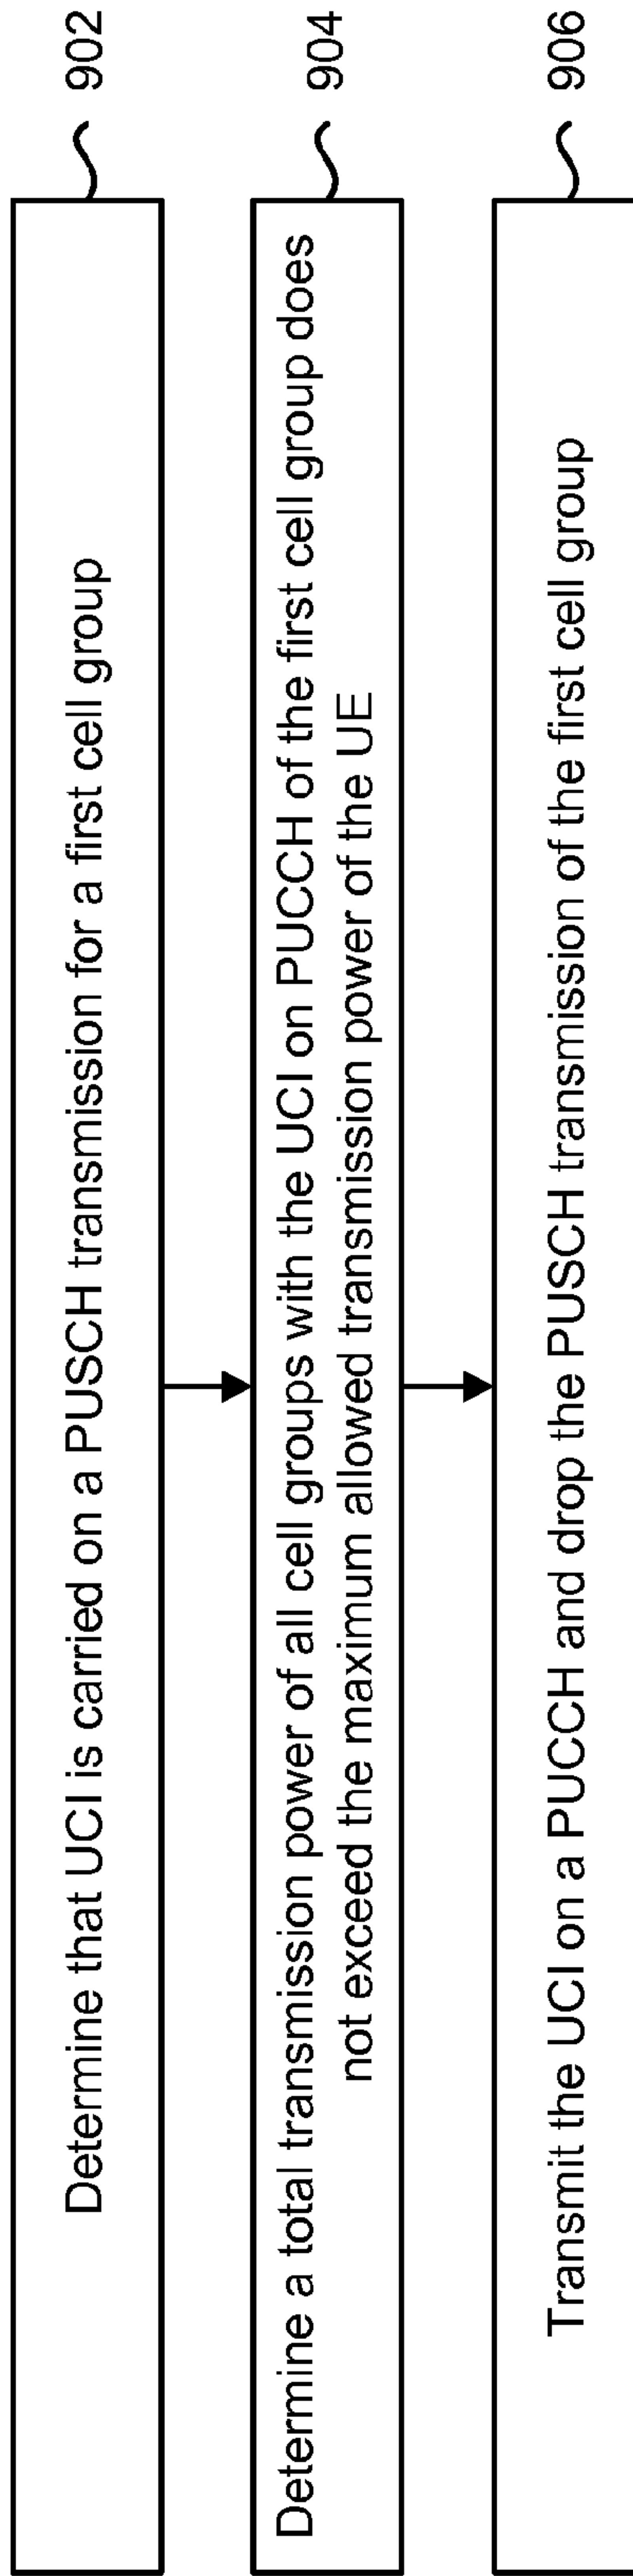 Determine that UCI is carried on a PUSCH transmission for a first cell group
902
Determine a total transmission power of all cell groups with the UCI on PUCCH of the first cell group does
not exceed the maximum allowed transmission power of the UE
904
Transmit the UCI on a PUCCH and drop the PUSCH transmission of the first cell group
906